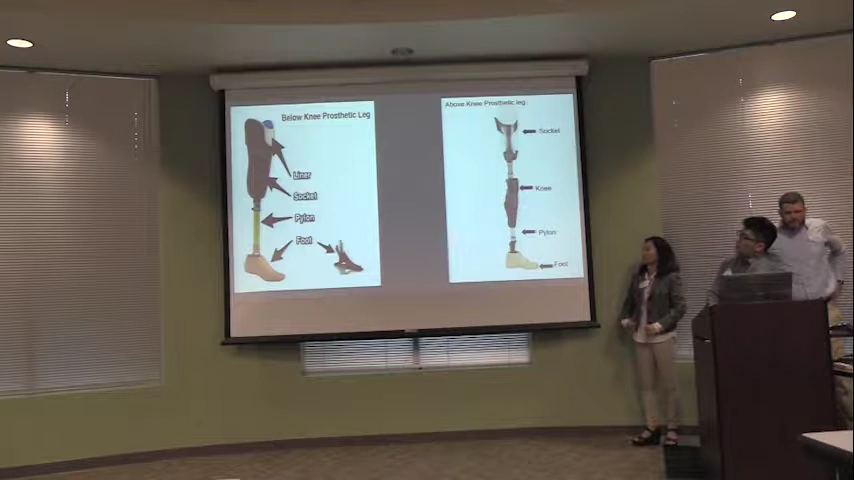 Below Knee Prosthetic Leg
Liner
Socket
Pylon
Foot
Above Knee Prosthetic leg
Socket
Knee
Pylon
Foot